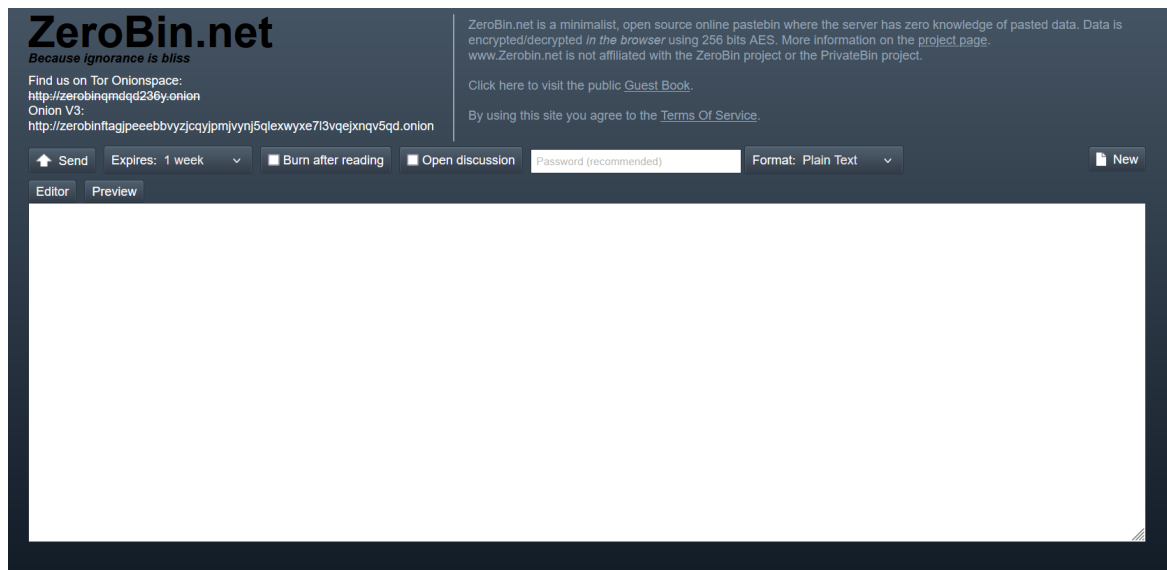 ZeroBin.net
Because ignorance is bliss
Find us on Tor Onionspace:
http://zerobinqmdqd236y.onion
Onion V3:
http://zerobinftagjpeeebbvyzjcqyjpmjvynj5qlexwyxe7l3vqejxnqv5qd.onion
ZeroBin.net is a minimalist, open source online pastebin where the server has zero knowledge of pasted data. Data is
encrypted/decrypted in the browser using 256 bits AES. More information on the project page.
www.Zerobin.net is not affiliated with the ZeroBin project or the PrivateBin project.
Click here to visit the public Guest Book.
By using this site you agree to the Terms Of Service.
Send Expires: 1 week Burn after reading Open discussion Password (recommended) Format: Plain Text New
Editor Preview